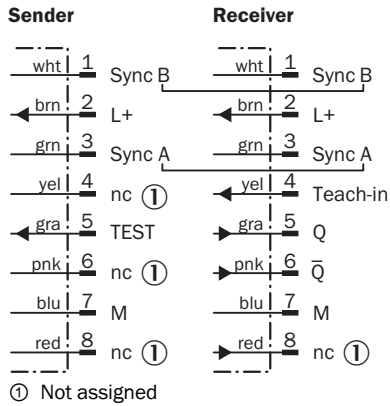 Sender Receiver
wht 1 Sync B wht 1 Sync B
brn 2 L+ brn 2 L+
grn 3 Sync A grn 3 Sync A
yel 4 nc ① yel 4 Teach-in
gra 5 TEST gra 5 Q
pnk 6 nc ① pnk 6 Q̅
blu 7 M blu 7 M
red 8 nc ① red 8 nc ①
① Not assigned